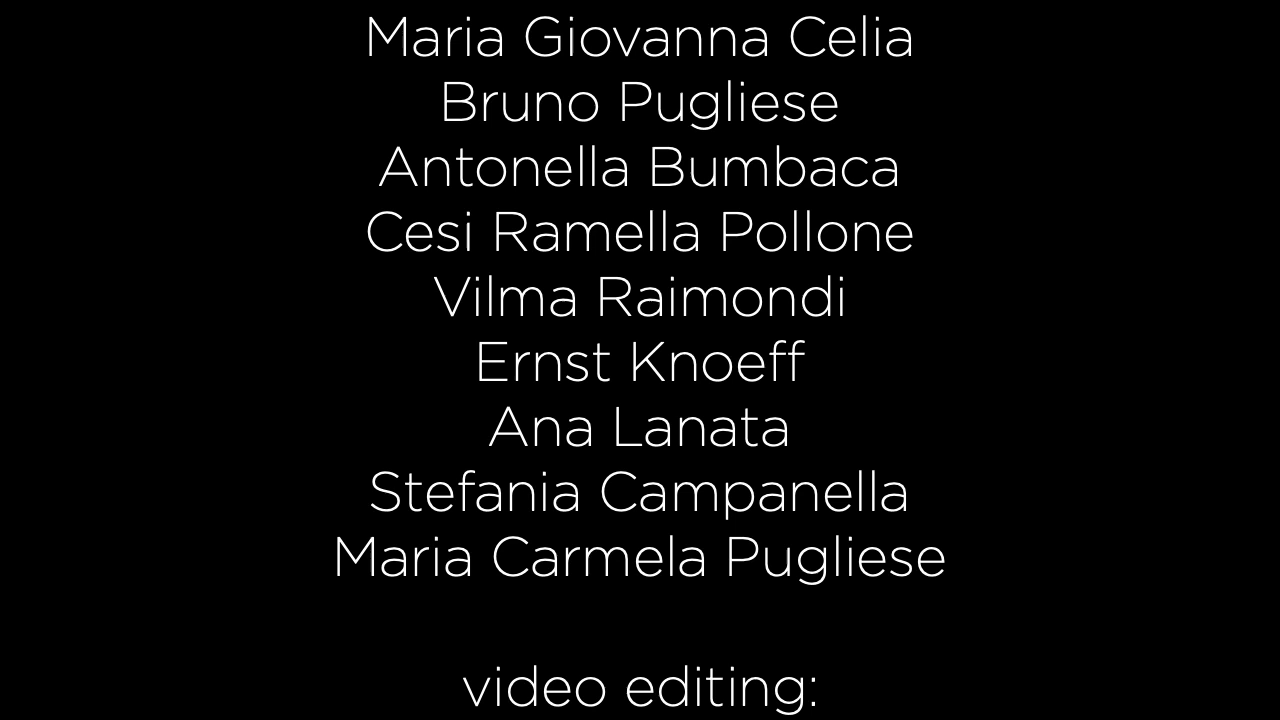 Maria Giovanna Celia
Bruno Pugliese
Antonella Bumbaca
Cesi Ramella Pollone
Vilma Raimondi
Ernst Knoeff
Ana Lanata
Stefania Campanella
Maria Carmela Pugliese
video editing: